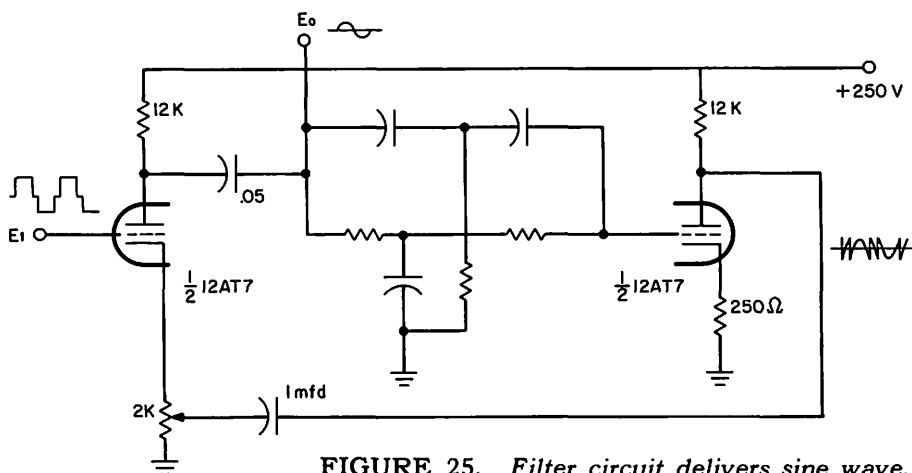 Eo
+250 V
12K
12K
.05
E1
½ 12AT7
½ 12AT7
250Ω
1mfd
2K
FIGURE 25. Filter circuit delivers sine wave.